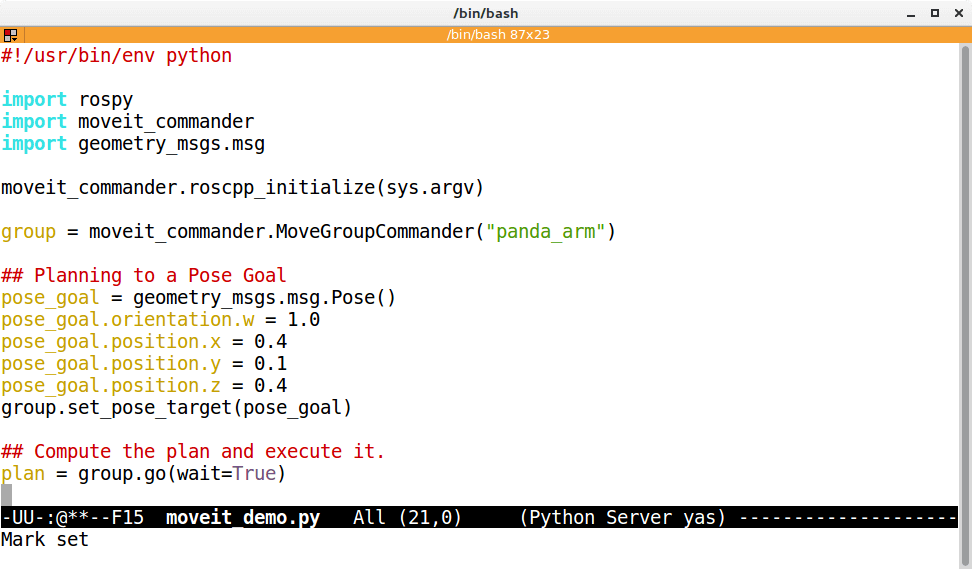 /bin/bash
/bin/bash 87x23
#!/usr/bin/env python
import rospy
import moveit_commander
import geometry_msgs.msg
moveit_commander.roscpp_initialize(sys.argv)
group = moveit_commander.MoveGroupCommander("panda_arm")
## Planning to a Pose Goal
pose_goal = geometry_msgs.msg.Pose()
pose_goal.orientation.w = 1.0
pose_goal.position.x = 0.4
pose_goal.position.y = 0.1
pose_goal.position.z = 0.4
group.set_pose_target(pose_goal)
## Compute the plan and execute it.
plan = group.go(wait=True)
-UU-:@**--F15  moveit_demo.py   All (21,0)     (Python Server yas) --------------------
Mark set